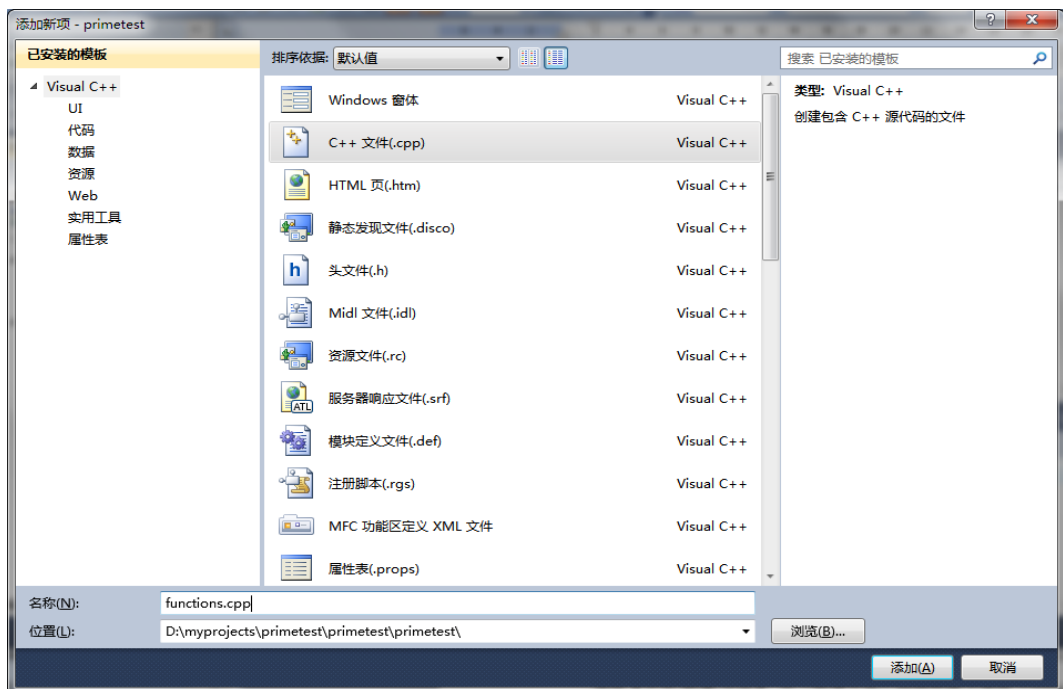 添加新项 - primetest
已安装的模板
排序依据: 默认值
搜索 已安装的模板
Visual C++
UI
代码
数据
资源
Web
实用工具
属性表
Windows 窗体 Visual C++
C++ 文件(.cpp) Visual C++
HTML 页(.htm) Visual C++
静态发现文件(.disco) Visual C++
h
头文件(.h) Visual C++
Midl 文件(.idl) Visual C++
资源文件(.rc) Visual C++
ATL
服务器响应文件(.srf) Visual C++
模块定义文件(.def) Visual C++
注册脚本(.rgs) Visual C++
MFC 功能区定义 XML 文件 Visual C++
属性表(.props) Visual C++
类型: Visual C++
创建包含 C++ 源代码的文件
名称(N): functions.cpp
位置(L): D:\myprojects\primetest\primetest\primetest\
浏览(B)...
添加(A) 取消